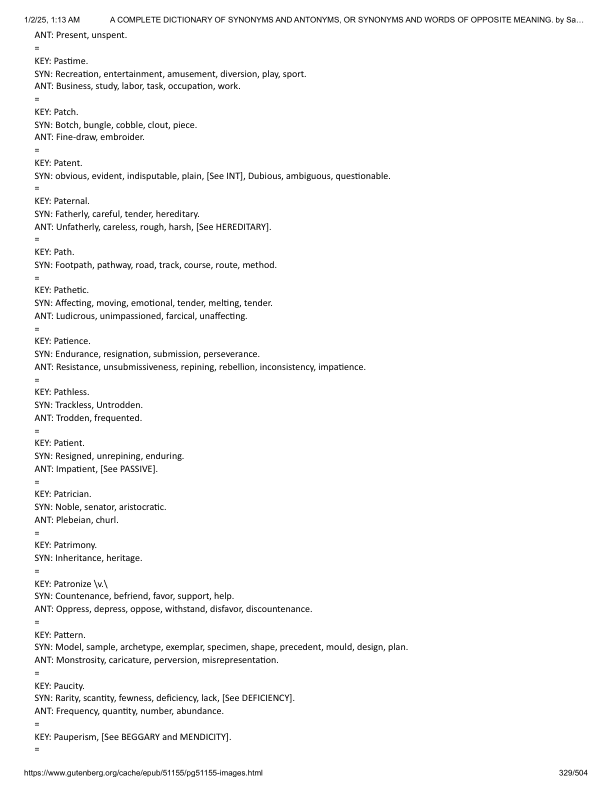 1/2/25, 1:13 AM A COMPLETE DICTIONARY OF SYNONYMS AND ANTONYMS, OR SYNONYMS AND WORDS OF OPPOSITE MEANING. by Sa…
ANT: Present, unspent.
=
KEY: Pastime.
SYN: Recreation, entertainment, amusement, diversion, play, sport.
ANT: Business, study, labor, task, occupation, work.
=
KEY: Patch.
SYN: Botch, bungle, cobble, clout, piece.
ANT: Fine-draw, embroider.
=
KEY: Patent.
SYN: obvious, evident, indisputable, plain, [See INT], Dubious, ambiguous, questionable.
=
KEY: Paternal.
SYN: Fatherly, careful, tender, hereditary.
ANT: Unfatherly, careless, rough, harsh, [See HEREDITARY].
=
KEY: Path.
SYN: Footpath, pathway, road, track, course, route, method.
=
KEY: Pathetic.
SYN: Affecting, moving, emotional, tender, melting, tender.
ANT: Ludicrous, unimpassioned, farcical, unaffecting.
=
KEY: Patience.
SYN: Endurance, resignation, submission, perseverance.
ANT: Resistance, unsubmissiveness, repining, rebellion, inconsistency, impatience.
=
KEY: Pathless.
SYN: Trackless, Untrodden.
ANT: Trodden, frequented.
=
KEY: Patient.
SYN: Resigned, unrepining, enduring.
ANT: Impatient, [See PASSIVE].
=
KEY: Patrician.
SYN: Noble, senator, aristocratic.
ANT: Plebeian, churl.
=
KEY: Patrimony.
SYN: Inheritance, heritage.
=
KEY: Patronize \v.\
SYN: Countenance, befriend, favor, support, help.
ANT: Oppress, depress, oppose, withstand, disfavor, discountenance.
=
KEY: Pattern.
SYN: Model, sample, archetype, exemplar, specimen, shape, precedent, mould, design, plan.
ANT: Monstrosity, caricature, perversion, misrepresentation.
=
KEY: Paucity.
SYN: Rarity, scantity, fewness, deficiency, lack, [See DEFICIENCY].
ANT: Frequency, quantity, number, abundance.
=
KEY: Pauperism, [See BEGGARY and MENDICITY].
=
https://www.gutenberg.org/cache/epub/51155/pg51155-images.html 329/504